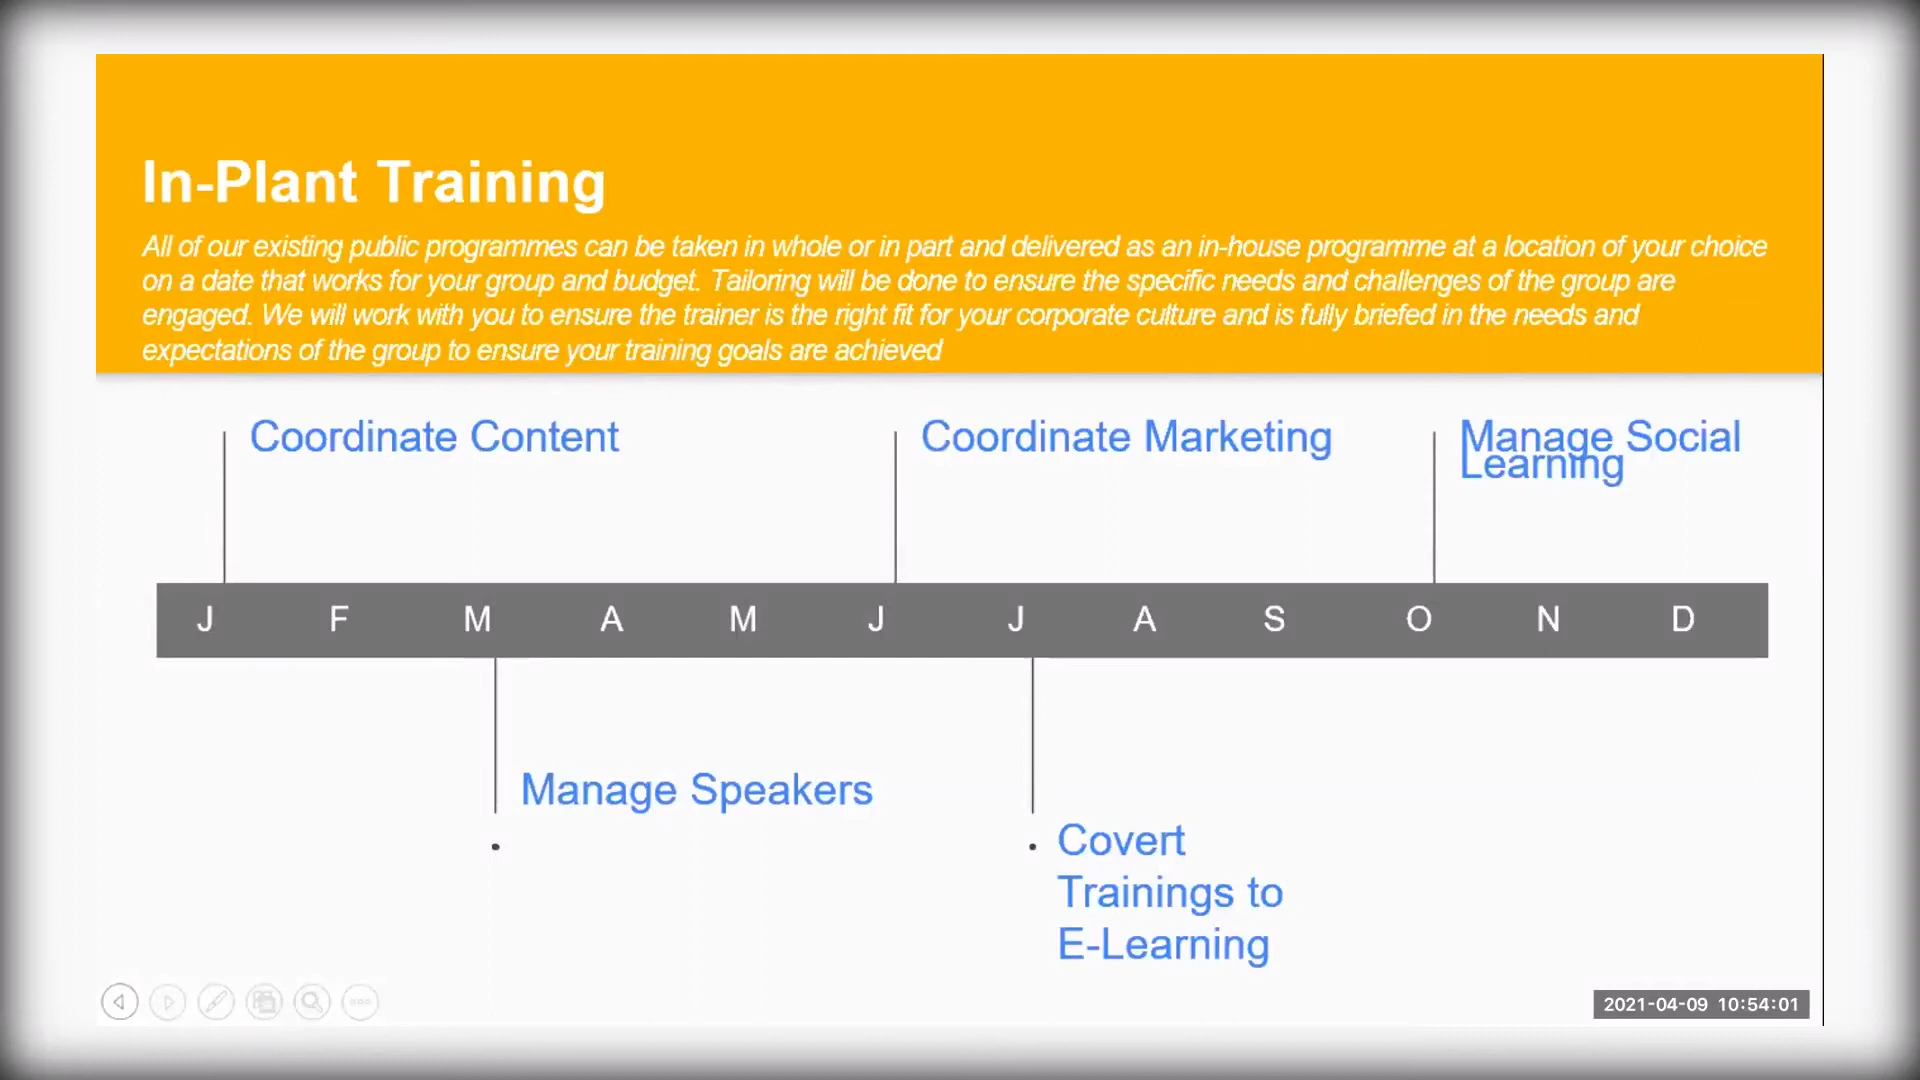 In-Plant Training
All of our existing public programmes can be taken in whole or in part and delivered as an in-house programme at a location of your choice
on a date that works for your group and budget. Tailoring will be done to ensure the specific needs and challenges of the group are
engaged. We will work with you to ensure the trainer is the right fit for your corporate culture and is fully briefed in the needs and
expectations of the group to ensure your training goals are achieved
Coordinate Content
Coordinate Marketing
Manage Social
Learning
J F M A M J J A S O N D
Manage Speakers
Covert
Trainings to
E-Learning
2021-04-09 10:54:01